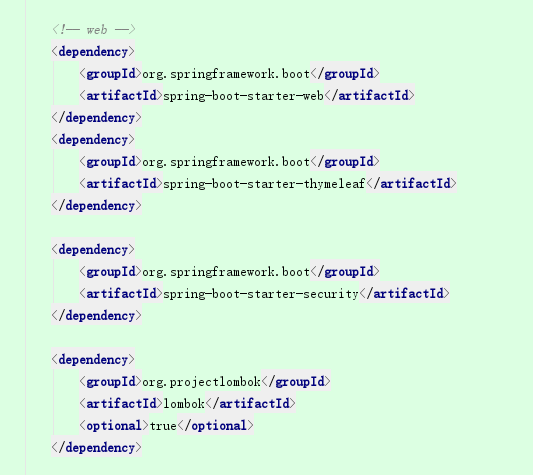 <!-- web -->
<dependency>
<groupId>org.springframework.boot</groupId>
<artifactId>spring-boot-starter-web</artifactId>
</dependency>
<dependency>
<groupId>org.springframework.boot</groupId>
<artifactId>spring-boot-starter-thymeleaf</artifactId>
</dependency>
<dependency>
<groupId>org.springframework.boot</groupId>
<artifactId>spring-boot-starter-security</artifactId>
</dependency>
<dependency>
<groupId>org.projectlombok</groupId>
<artifactId>lombok</artifactId>
<optional>true</optional>
</dependency>